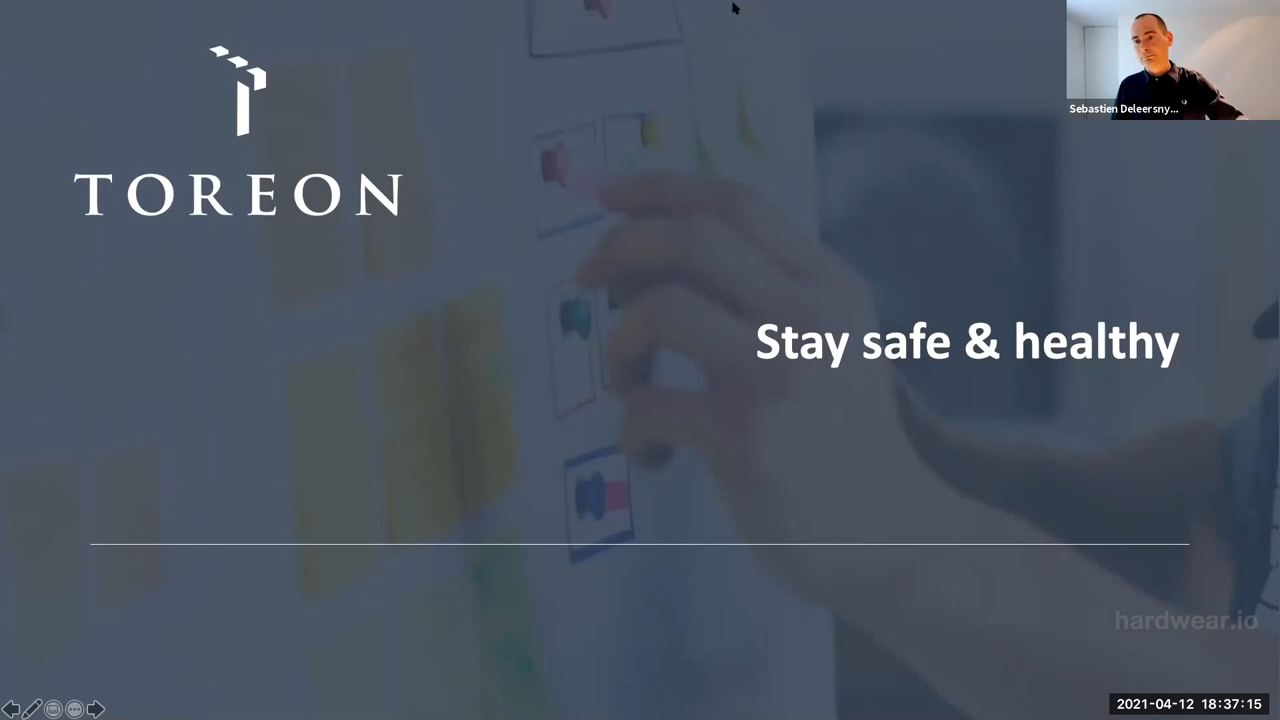 TOREON
Sebastien Deleersny...
Stay safe & healthy
hardwear.io
2021-04-12 18:37:15